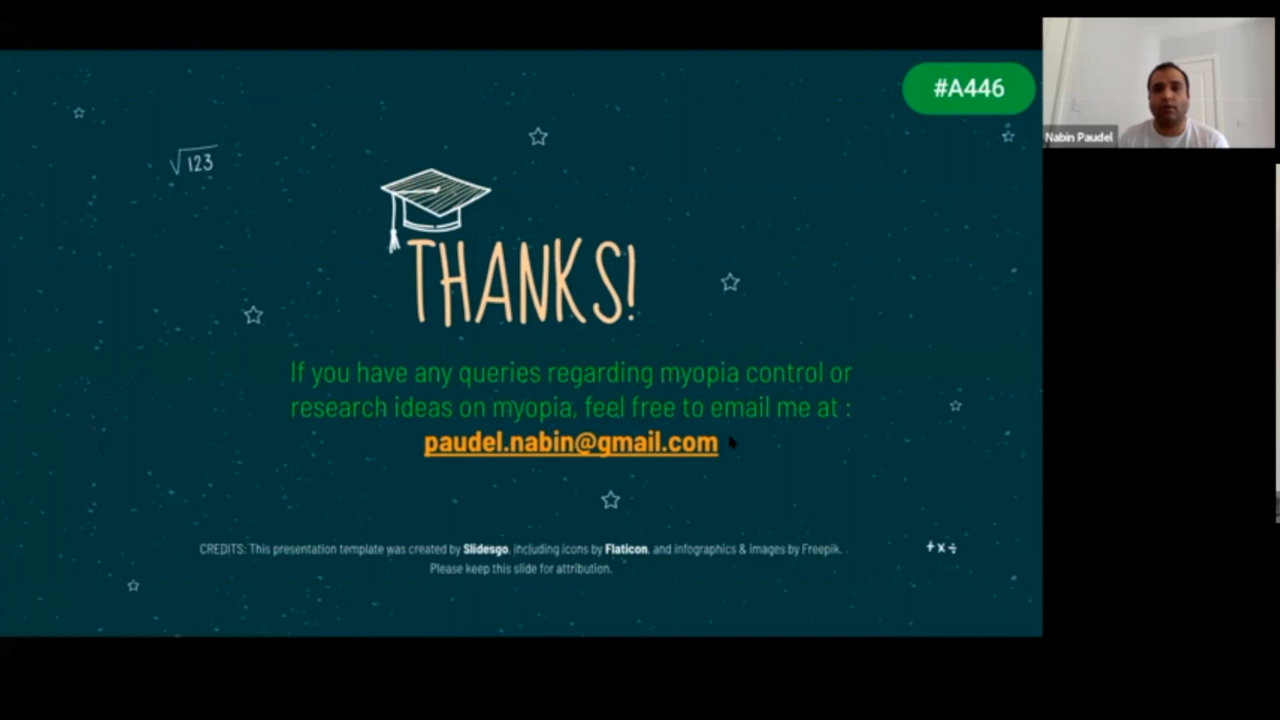 #A446
Nabin Paudel
√123
THANKS!
If you have any queries regarding myopia control or
research ideas on myopia, feel free to email me at :
paudel.nabin@gmail.com
CREDITS: This presentation template was created by Slidesgo, including icons by Flaticon, and infographics & images by Freepik.
Please keep this slide for attribution.
+x÷